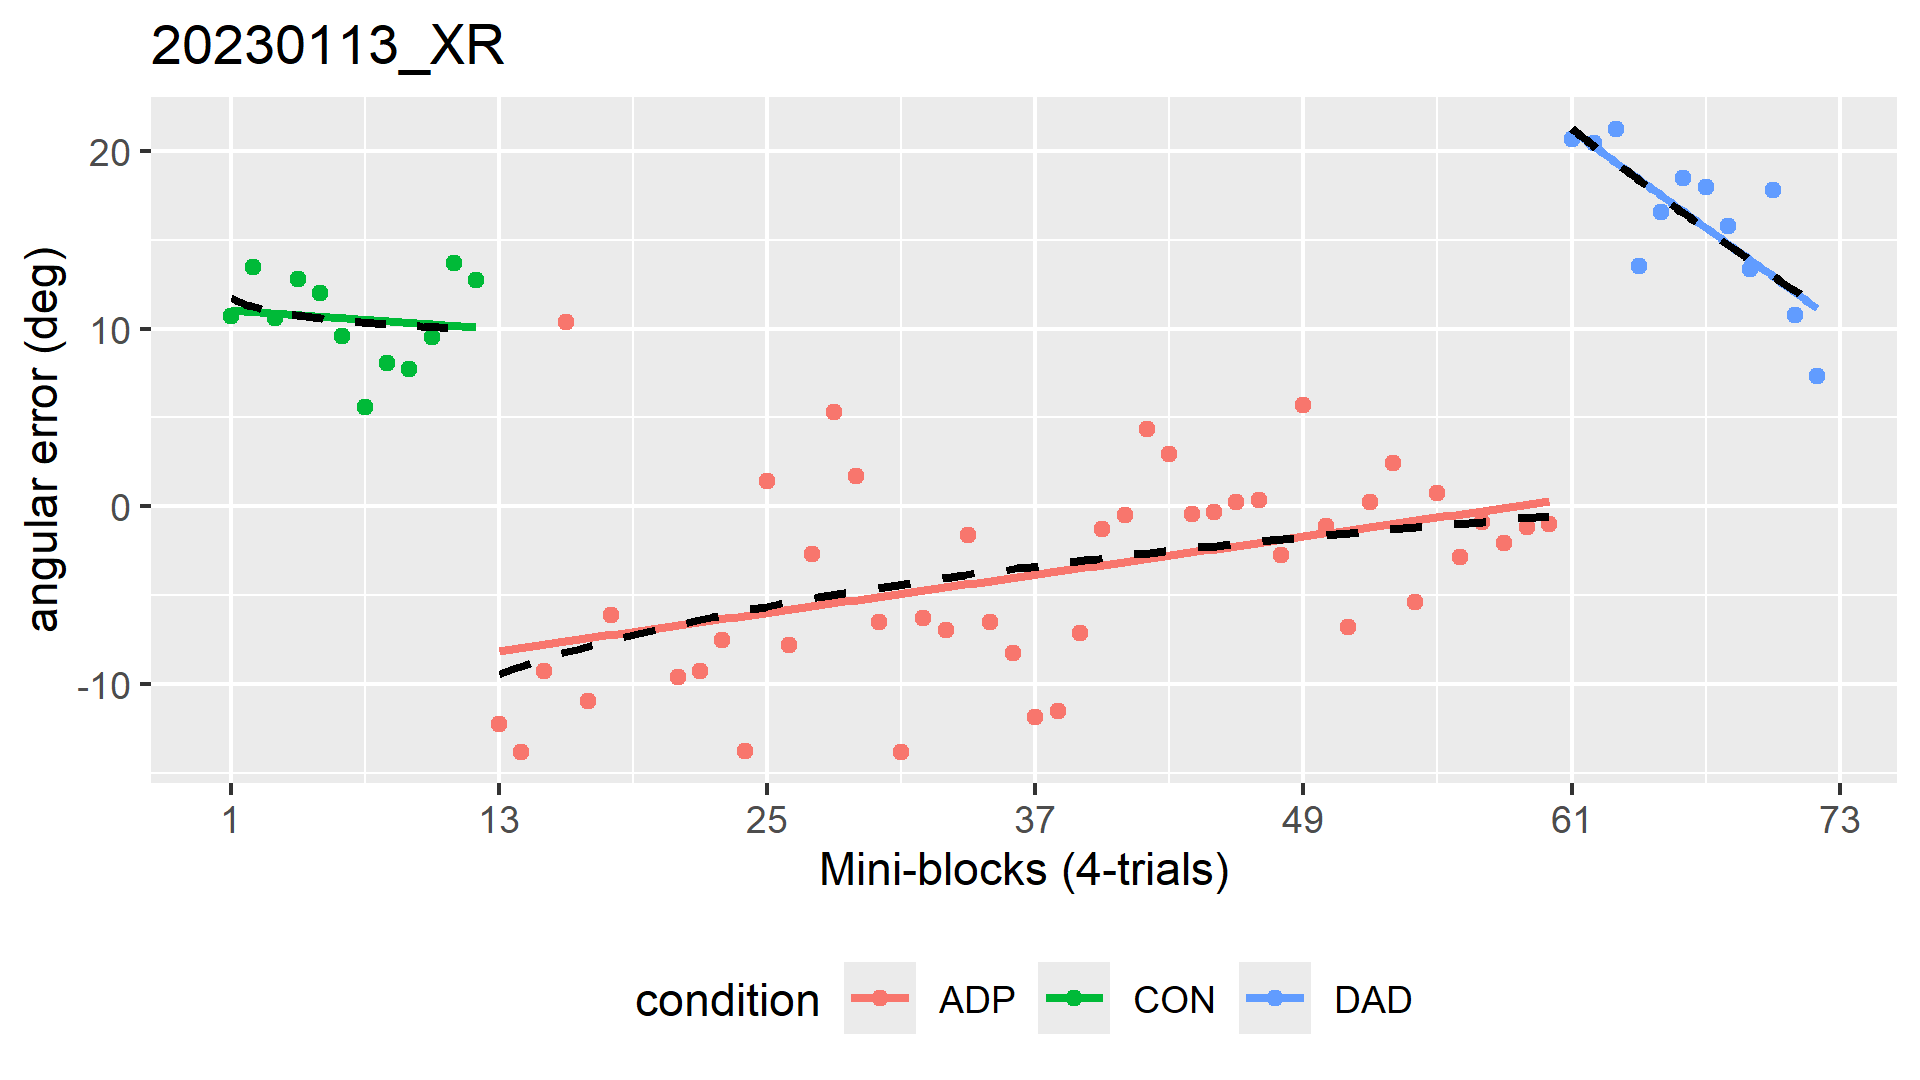 20230113_XR
angular error (deg)
20
10
0
-10
1 13 25 37 49 61 73
Mini-blocks (4-trials)
condition ADP CON DAD